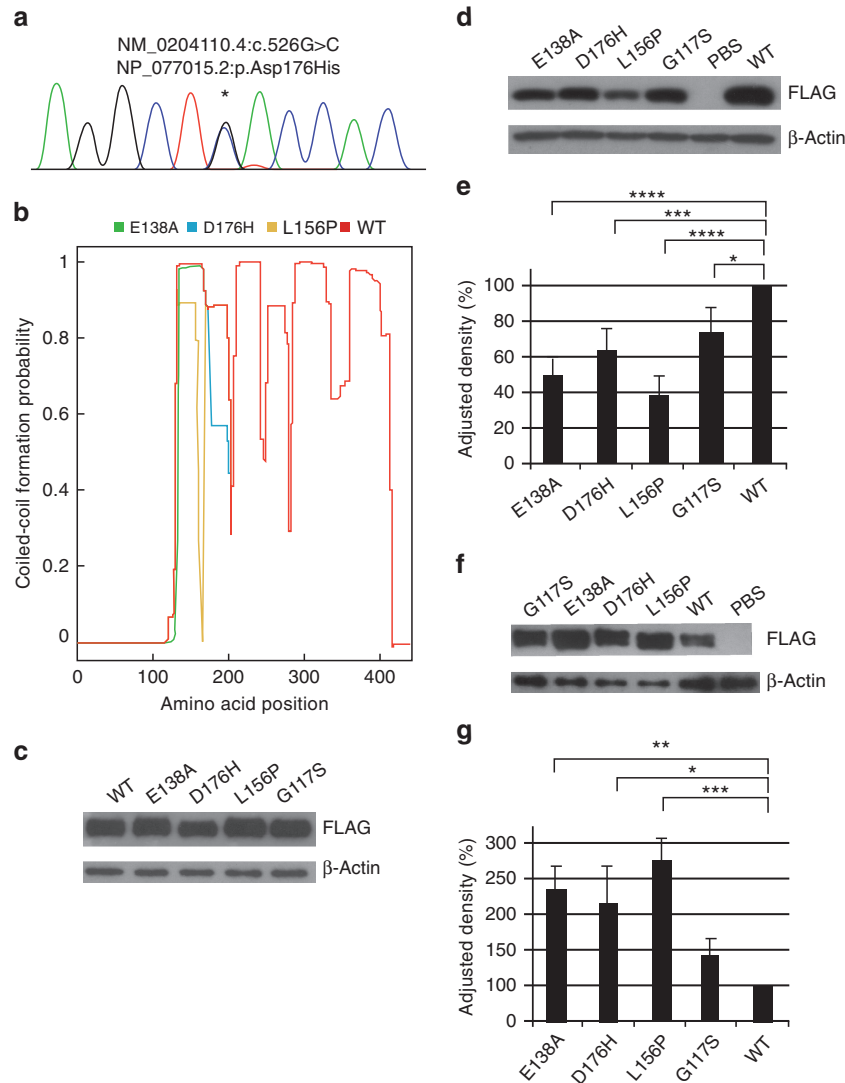 a
NM_0204110.4:c.526G>C
NP_077015.2:p.Asp176His
*
b
E138A D176H L156P WT
Coiled-coil formation probability
1
0.8
0.6
0.4
0.2
0
0 100 200 300 400
Amino acid position
c
WT E138A D176H L156P G117S
FLAG
β-Actin
d
E138A D176H L156P G117S PBS WT
FLAG
β-Actin
e
****
***
****
*
Adjusted density (%)
100
80
60
40
20
0
E138A D176H L156P G117S WT
f
G117S E138A D176H L156P WT PBS
FLAG
β-Actin
g
**
*
***
Adjusted density (%)
300
250
200
150
100
0
E138A D176H L156P G117S WT